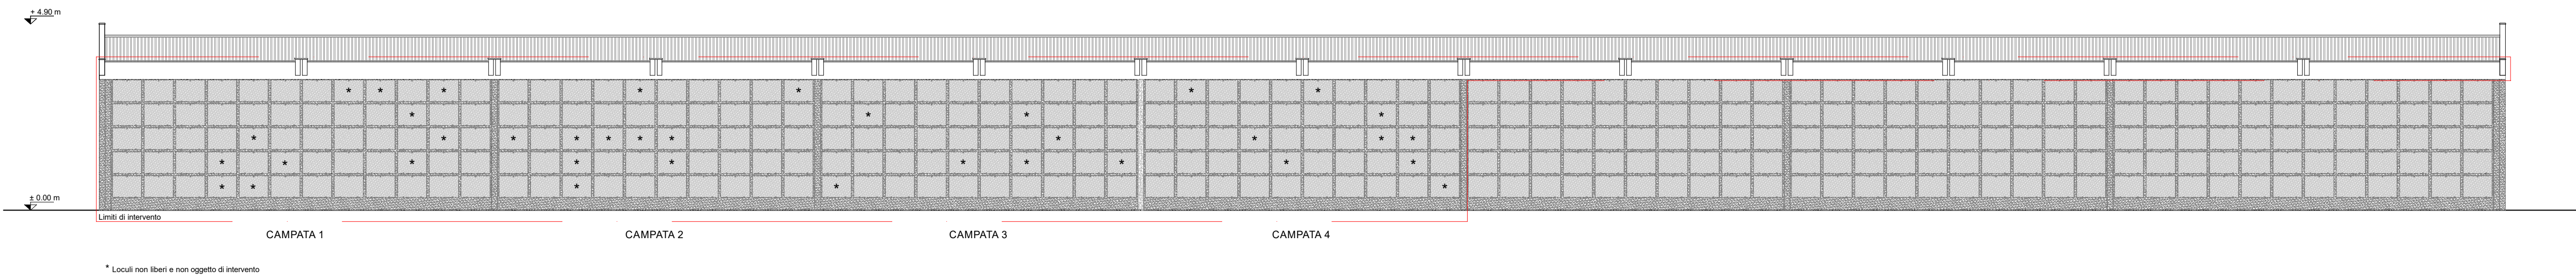 + 4.90 m
* * * * * * *
* * * *
* * * * * * * * * * *
* * * * * * * * * * *
* * * * *
± 0.00 m
Limiti di intervento
CAMPATA 1 CAMPATA 2 CAMPATA 3 CAMPATA 4
* Loculi non liberi e non oggetto di intervento